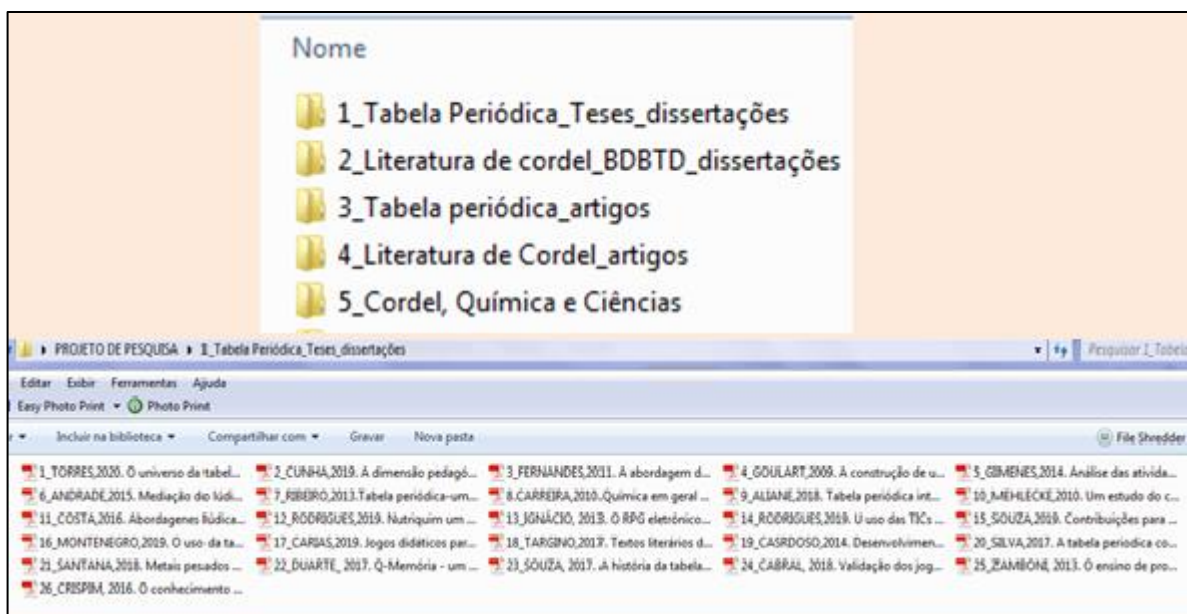 Nome
1_Tabela Periódica_Teses_dissertações
2_Literatura de cordel_BDBTD_dissertações
3_Tabela periódica_artigos
4_Literatura de Cordel_artigos
5_Cordel, Química e Ciências
PROJETO DE PESQUISA 1_Tabela Periódica_Teses_dissertações Pesquisar 1_Tabela
Editar Exibir Ferramentas Ajuda
Easy Photo Print Photo Print
Incluir na biblioteca Compartilhar com Gravar Nova pasta File Shredder
1_TORRES,2020. O universo da tabel... 2_CUNHA,2019. A dimensão pedagó... 3_FERNANDES,2011. A abordagem d... 4_GOULART,2009. A construção de u... 5_GIMENES,2014. Análise das ativida...
6_ANDRADE,2015. Mediação do lúdi... 7_RIBEIRO,2013.Tabela periódica-um... 8.CARREIRA,2010.Química em geral ... 9_ALIANE,2018. Tabela periódica int... 10_MEHLECKE,2010. Um estudo do c...
11_COSTA,2016. Abordagenes lúdica... 12_RODRIGUES,2019. Nutriquim um ... 13_IGNÁCIO, 2013. O RPG eletrônico... 14_RODRIGUES,2019. U uso das TICs ... 15_SOUZA,2019. Contribuições para ...
16_MONTENEGRO,2019. O uso da ta... 17_CARIAS,2019. Jogos didáticos par... 18_TARGINO,2017. Textos literários d... 19_CASRDOSO,2014. Desenvolvimen... 20_SILVA,2017. A tabela periodica co...
21_SANTANA,2018. Metais pesados ... 22_DUARTE_ 2017. Q-Memória - um ... 23_SOUZA, 2017. A história da tabela... 24_CABRAL, 2018. Validação dos jog... 25_ZAMBONI, 2013. O ensino de pro...
26_CRISPIM, 2016. O conhecimento ...